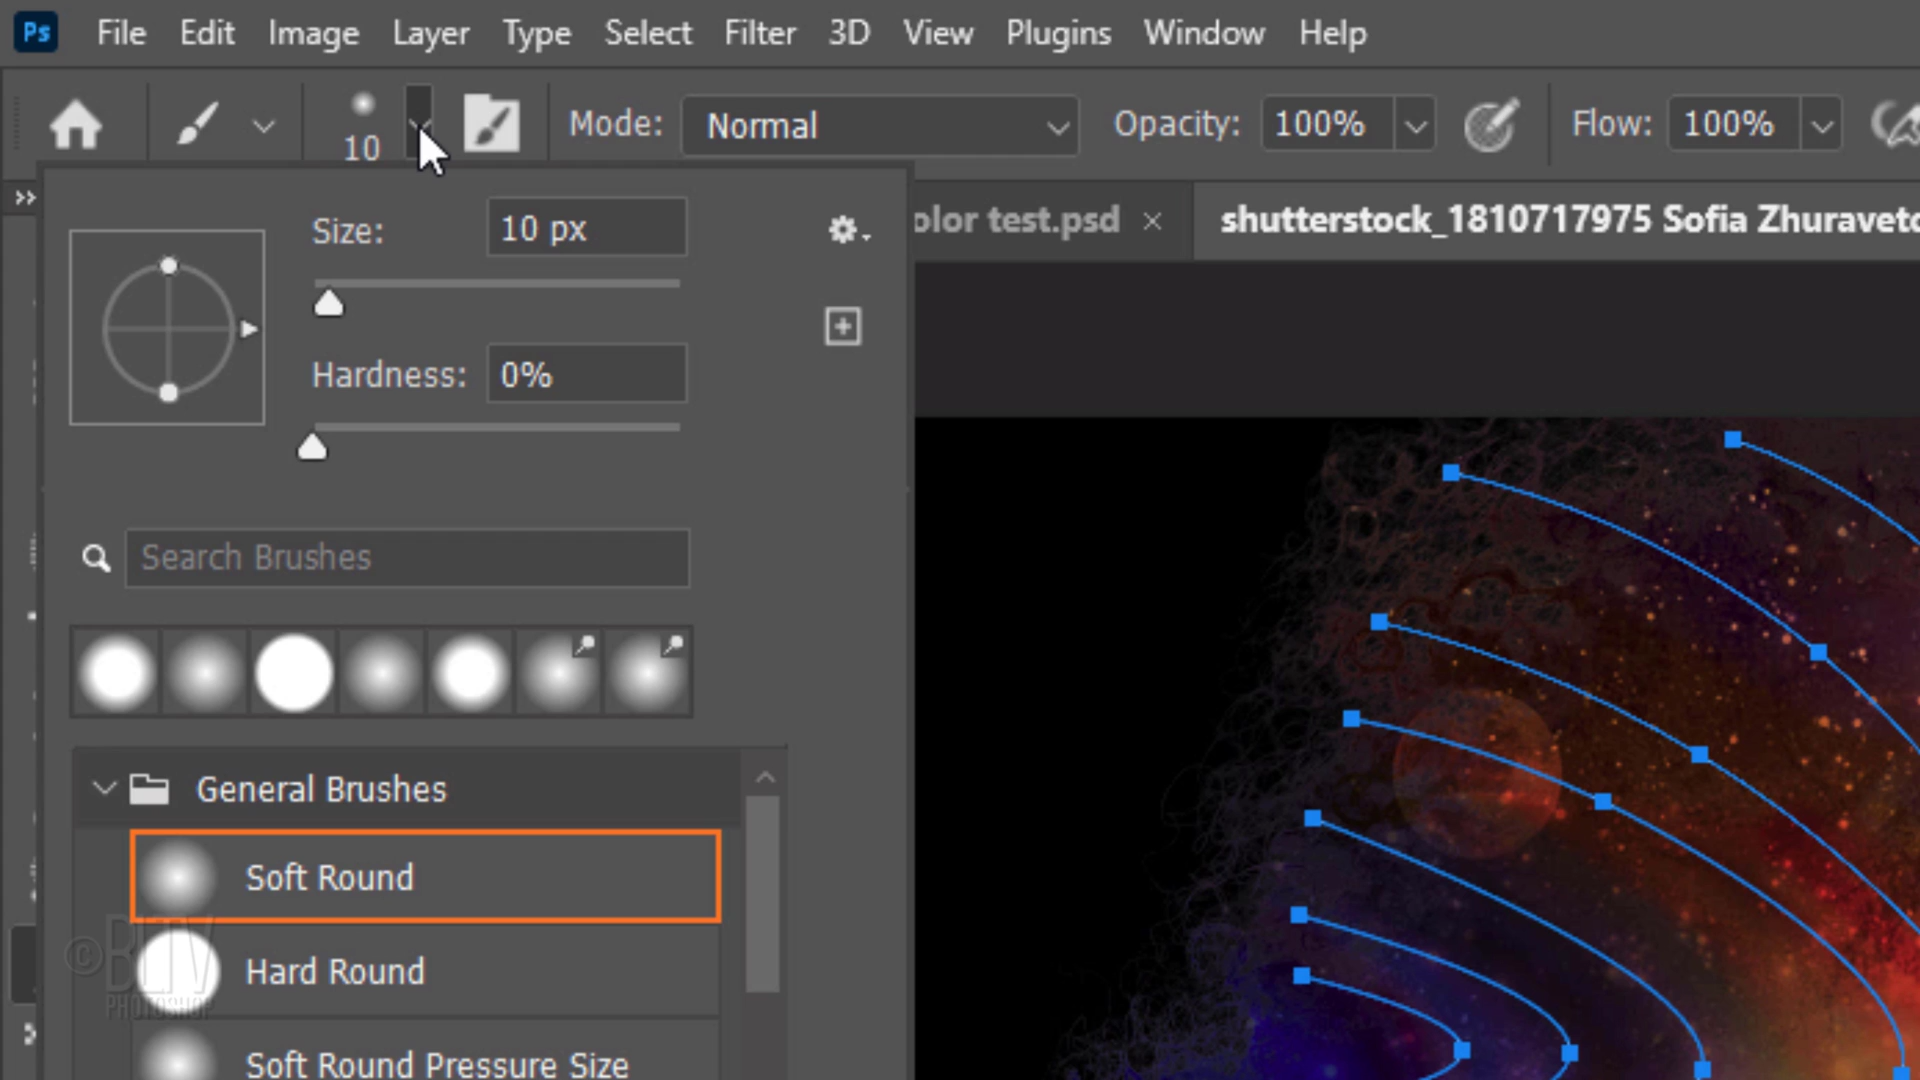 Ps File Edit Image Layer Type Select Filter 3D View Plugins Window Help
10 Mode: Normal Opacity: 100% Flow: 100%
olor test.psd × shutterstock_1810717975 Sofia Zhuravetc
Size: 10 px
Hardness: 0%
Search Brushes
General Brushes
Soft Round
Hard Round
Soft Round Pressure Size
© BLTV
PHOTOSHOP